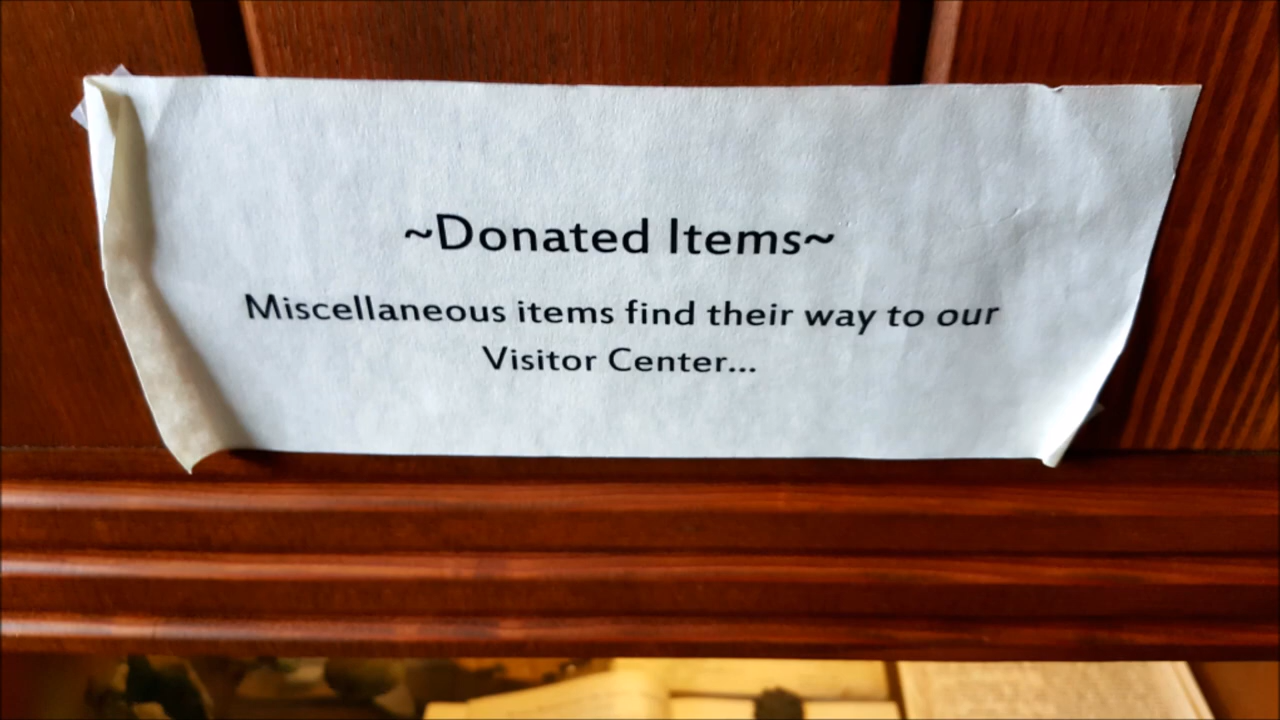 ~Donated Items~
Miscellaneous items find their way to our
Visitor Center...